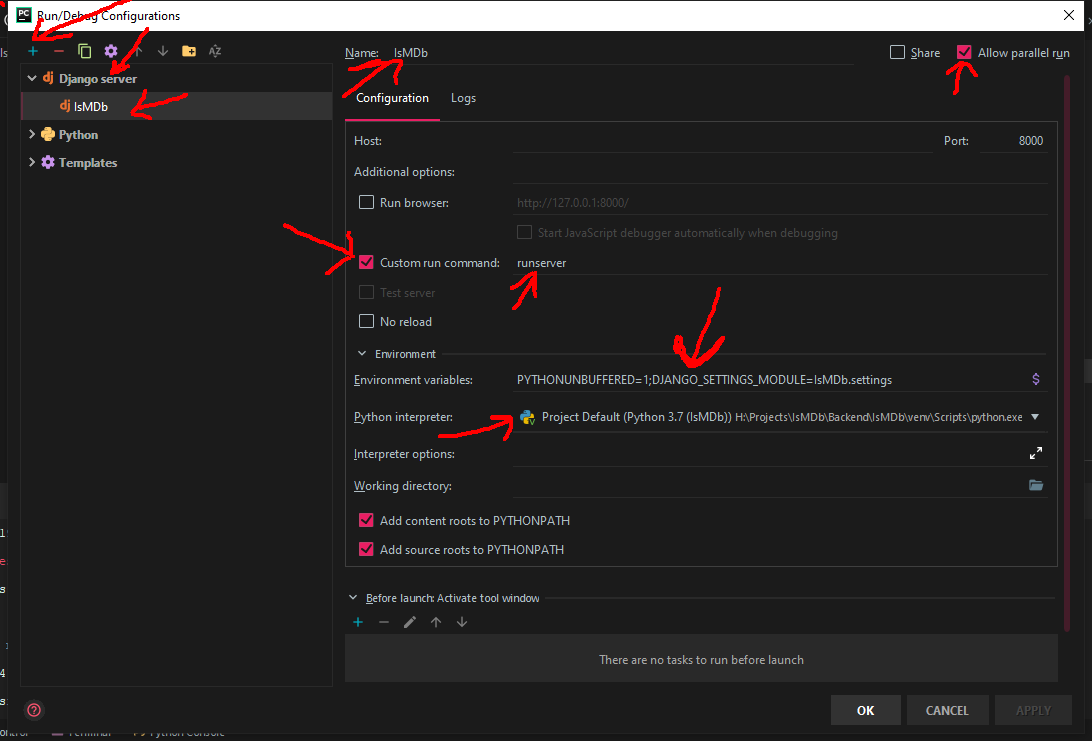 PC Run/Debug Configurations
Name: IsMDb Share Allow parallel run
Django server
IsMDb
Python
Templates
Configuration Logs
Host: Port: 8000
Additional options:
Run browser: http://127.0.0.1:8000/
Start JavaScript debugger automatically when debugging
Custom run command: runserver
Test server
No reload
Environment
Environment variables: PYTHONUNBUFFERED=1;DJANGO_SETTINGS_MODULE=IsMDb.settings
Python interpreter: Project Default (Python 3.7 (IsMDb)) H:\Projects\IsMDb\Backend\IsMDb\venv\Scripts\python.exe
Interpreter options:
Working directory:
Add content roots to PYTHONPATH
Add source roots to PYTHONPATH
Before launch: Activate tool window
There are no tasks to run before launch
OK CANCEL APPLY
Terminal Python Console